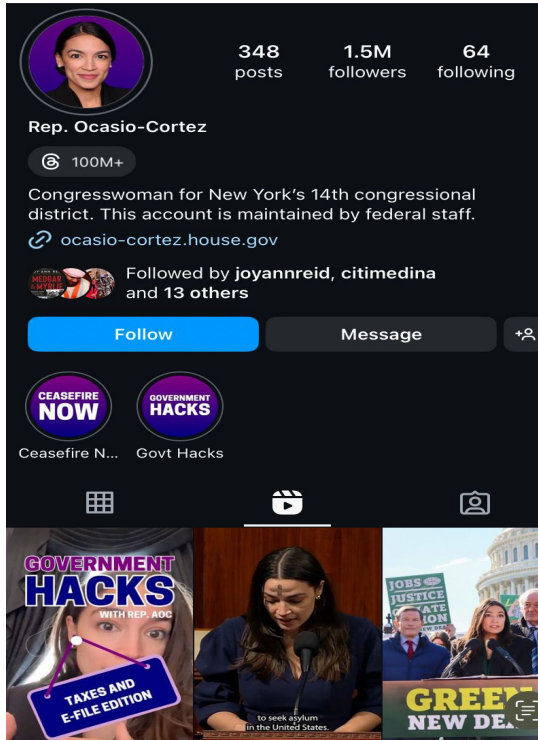 348
1.5M
64
posts
followers
following
Rep. Ocasio-Cortez
100M+
Congresswoman for New York's 14th congressional
district. This account is maintained by federal staff.
ocasio-cortez.house.gov
MEDGAR
& MYRLIE
Followed by joyannreid, citimedina
and 13 others
Follow
Message
CEASEFIRE
NOW
GOVERNMENT
HACKS
Ceasefire N...
Govt Hacks
GOVERNMENT
HACKS
WITH REP. AOC
TAXES AND
E-FILE EDITION
to seek asylum
in the United States.
JOBS
JUSTICE
GREEN
NEW DE